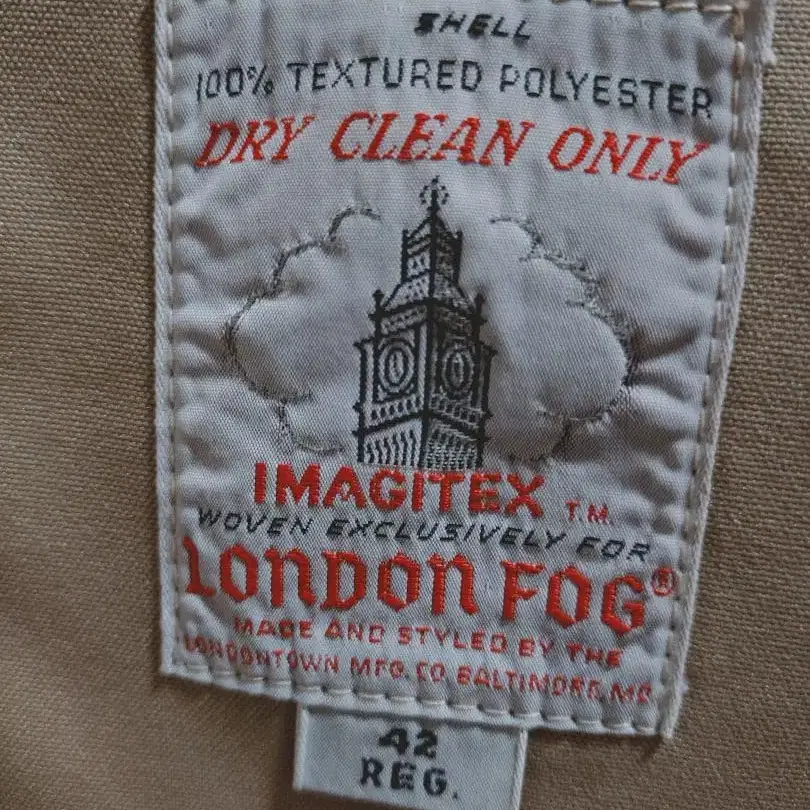 SHELL
100% TEXTURED POLYESTER
DRY CLEAN ONLY
IMAGITEX T.M.
WOVEN EXCLUSIVELY FOR
LONDON FOG®
MADE AND STYLED BY THE
LONDONTOWN MFG. CO. BALTIMORE, MD.
42
REG.